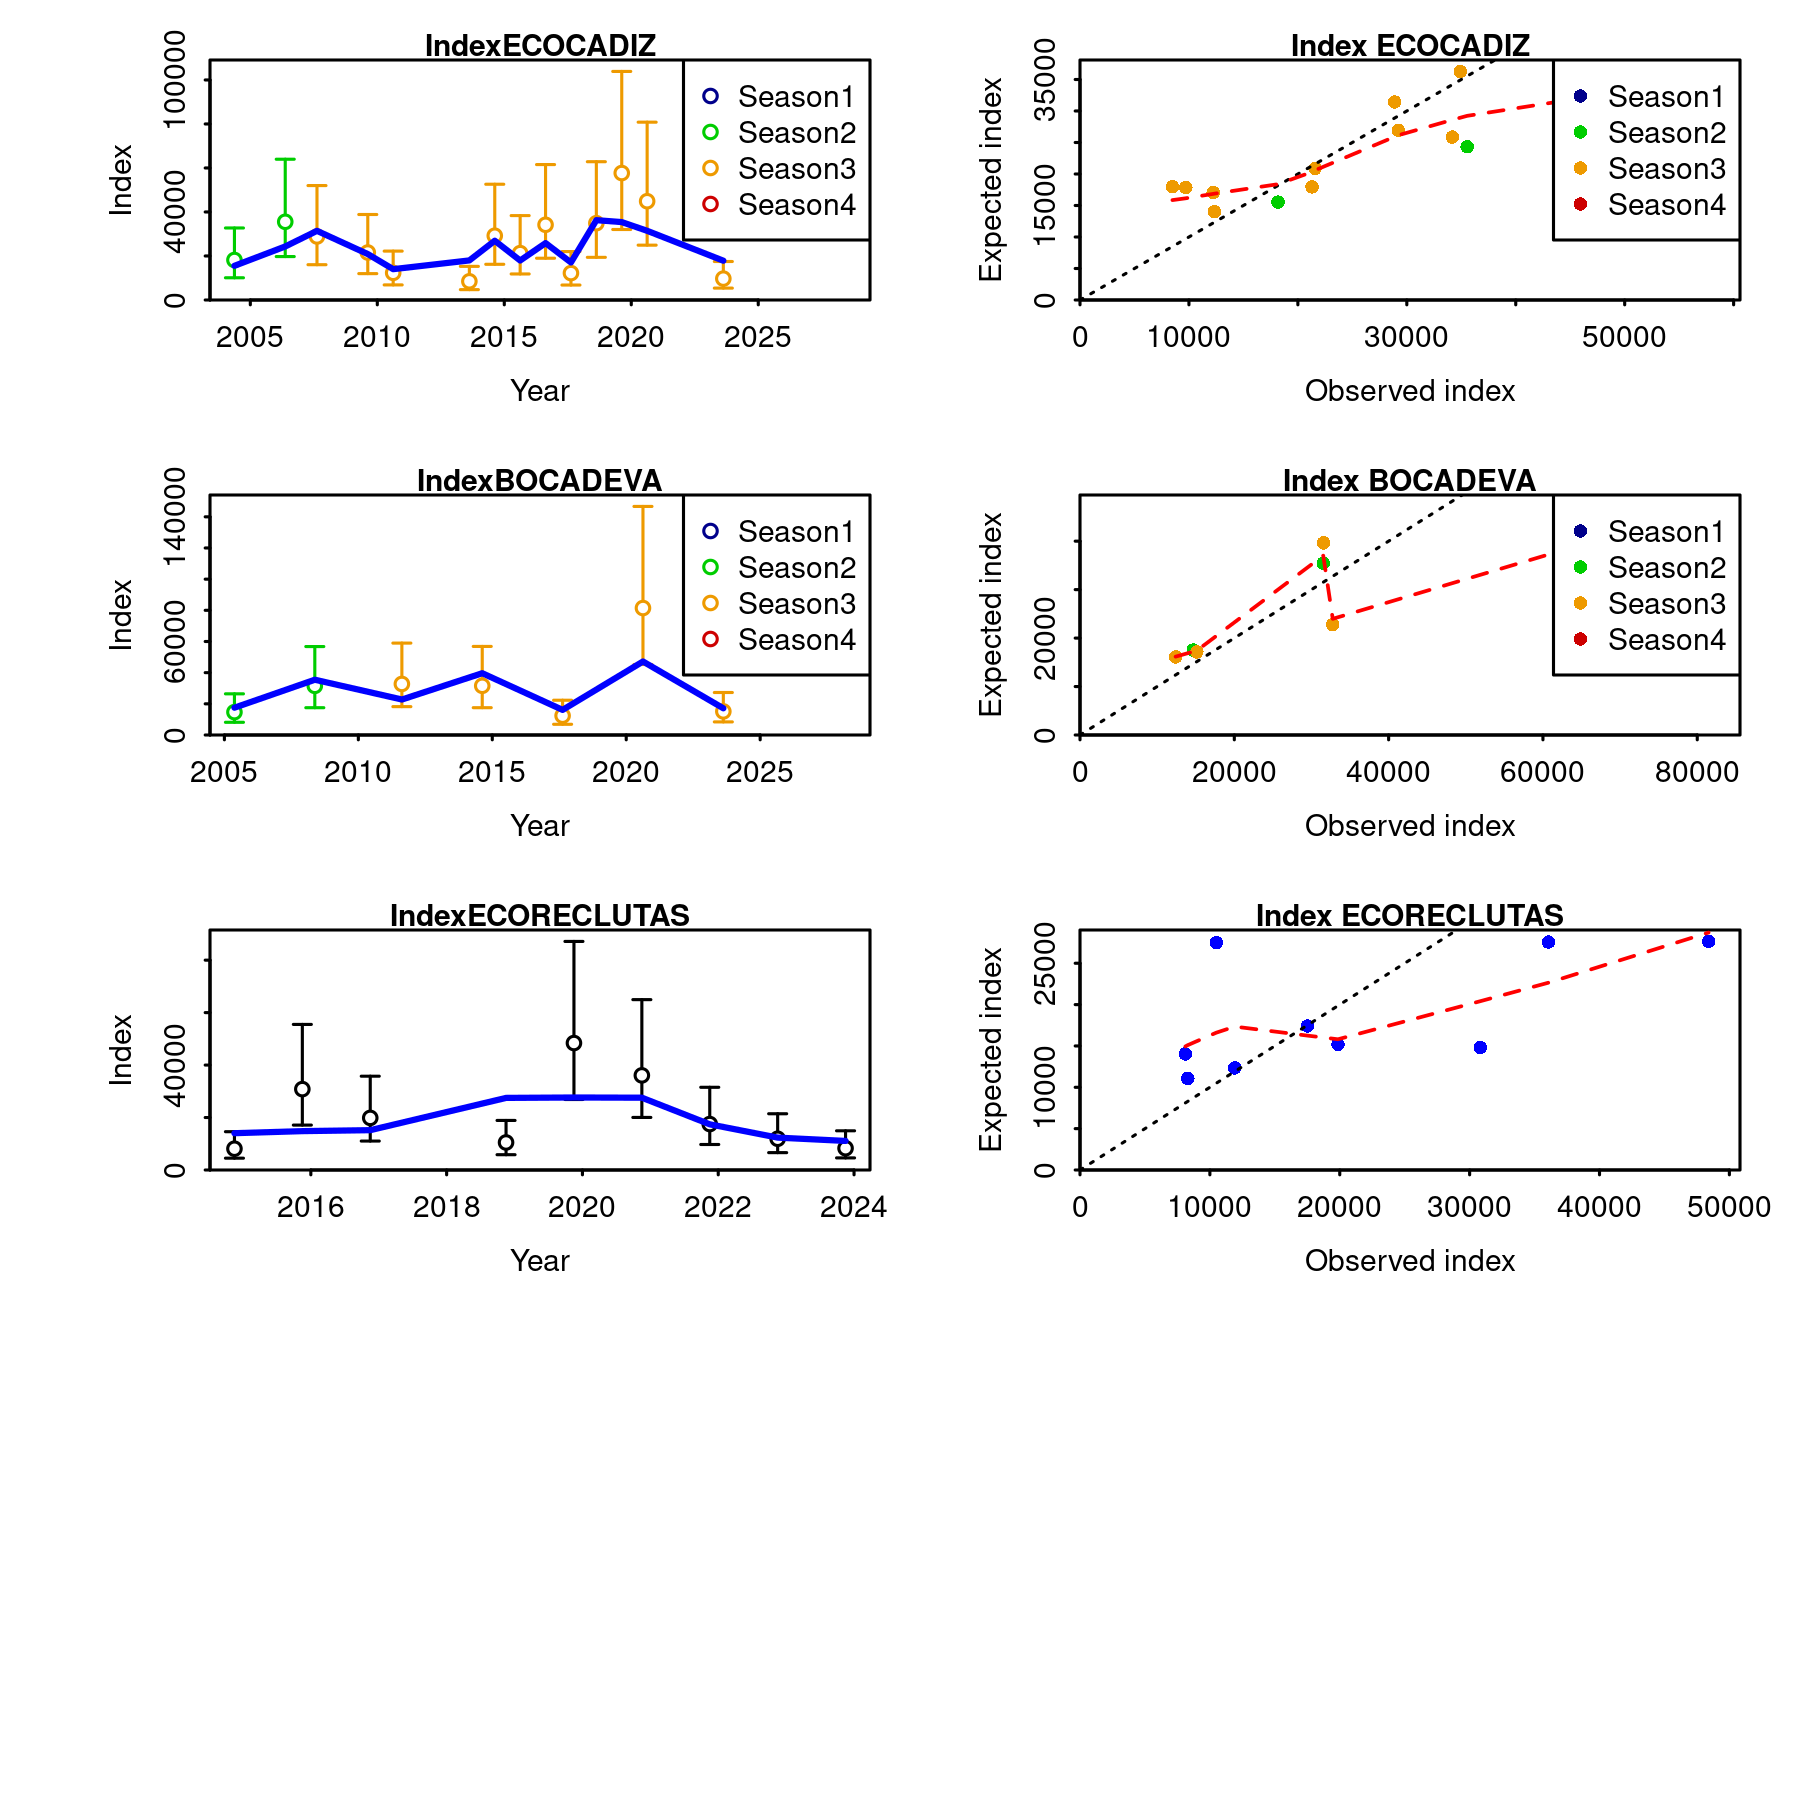 IndexECOCADIZ
Index
0 40000 100000
Season1
Season2
Season3
Season4
2005 2010 2015 2020 2025
Year
Index ECOCADIZ
Expected index
0 15000 35000
Season1
Season2
Season3
Season4
0 10000 30000 50000
Observed index
IndexBOCADEVA
Index
0 60000 140000
Season1
Season2
Season3
Season4
2005 2010 2015 2020 2025
Year
Index BOCADEVA
Expected index
0 20000
Season1
Season2
Season3
Season4
0 20000 40000 60000 80000
Observed index
IndexECORECLUTAS
Index
0 40000
2016 2018 2020 2022 2024
Year
Index ECORECLUTAS
Expected index
0 10000 25000
0 10000 20000 30000 40000 50000
Observed index